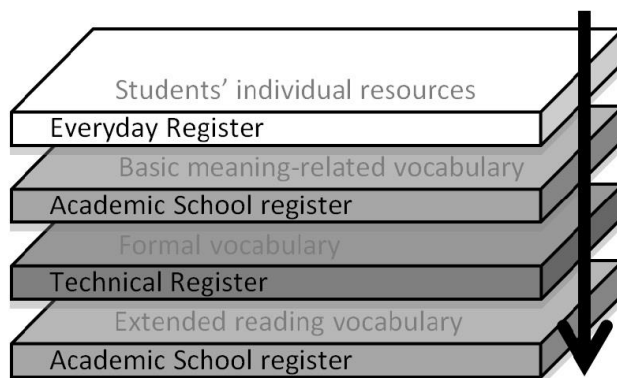 Students' individual resources
Everyday Register
Basic meaning-related vocabulary
Academic School register
Formal vocabulary
Technical Register
Extended reading vocabulary
Academic School register